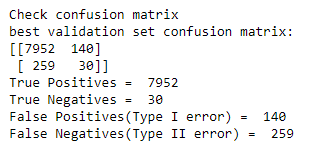 Check confusion matrix
best validation set confusion matrix:
[[7952 140]
[ 259 30]]
True Positives = 7952
True Negatives = 30
False Positives(Type I error) = 140
False Negatives(Type II error) = 259